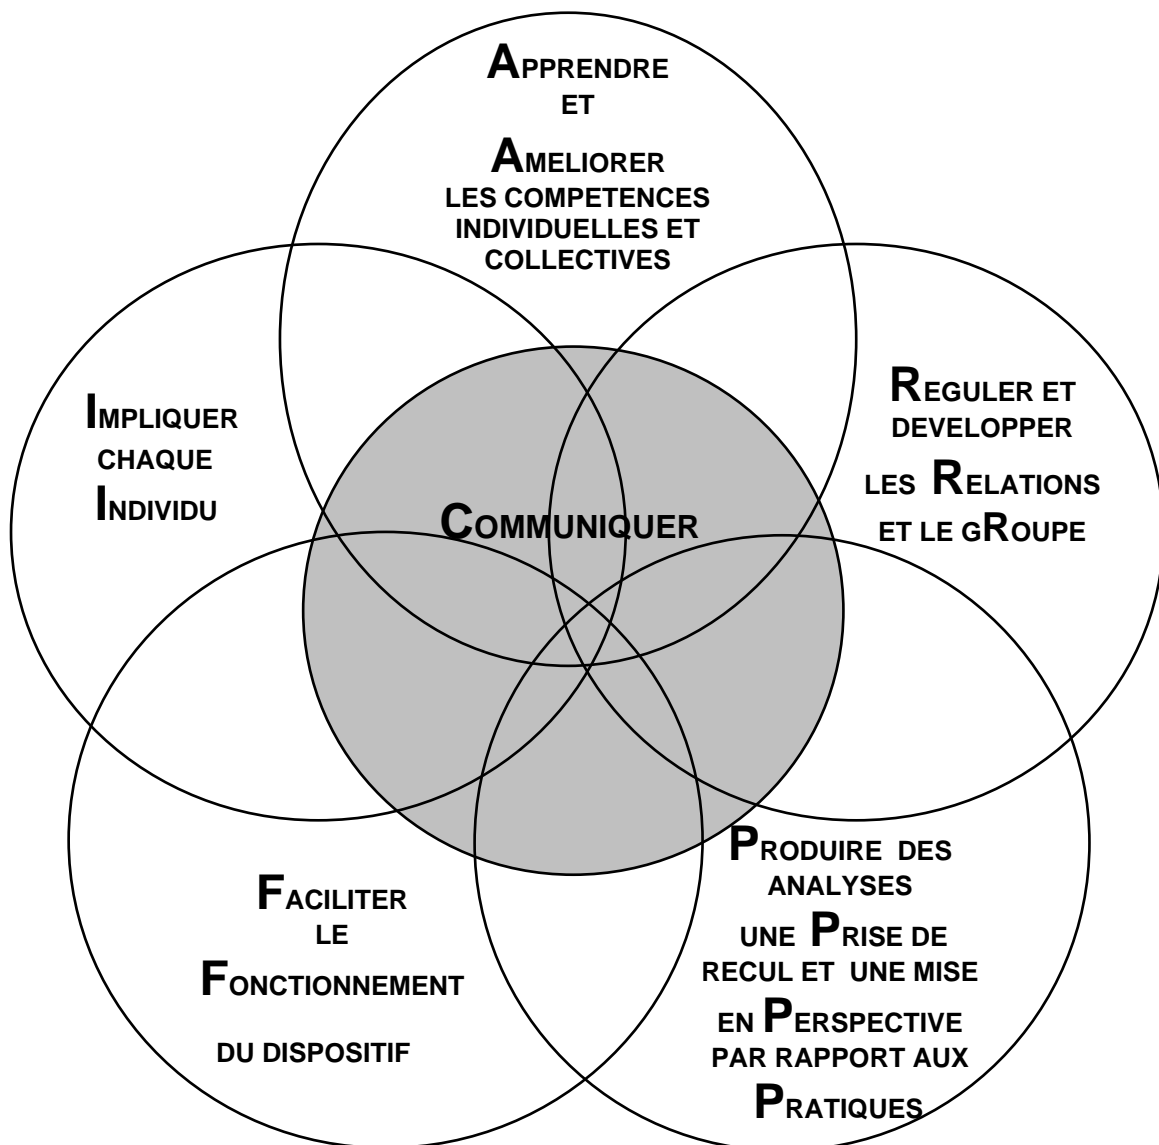 APPRENDRE
ET
AMELIORER
LES COMPETENCES
INDIVIDUELLES ET
COLLECTIVES
IMPLIQUER
CHAQUE
INDIVIDU
REGULER ET
DEVELOPPER
LES RELATIONS
ET LE gROUPE
COMMUNIQUER
FACILITER
LE
FONCTIONNEMENT
DU DISPOSITIF
PRODUIRE DES
ANALYSES
UNE PRISE DE
RECUL ET UNE MISE
EN PERSPECTIVE
PAR RAPPORT AUX
PRATIQUES